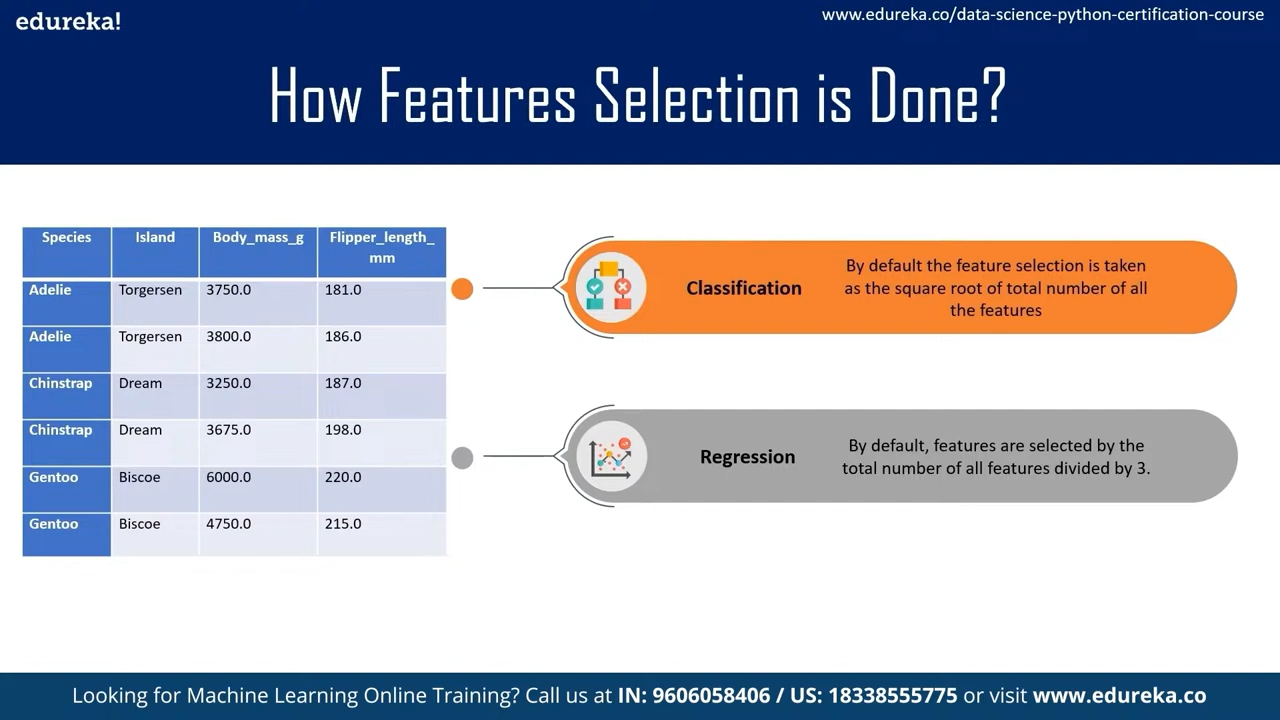 edureka!
www.edureka.co/data-science-python-certification-course
How Features Selection is Done?
Species Island Body_mass_g Flipper_length_
mm
Adelie Torgersen 3750.0 181.0
Adelie Torgersen 3800.0 186.0
Chinstrap Dream 3250.0 187.0
Chinstrap Dream 3675.0 198.0
Gentoo Biscoe 6000.0 220.0
Gentoo Biscoe 4750.0 215.0
Classification
By default the feature selection is taken
as the square root of total number of all
the features
Regression
By default, features are selected by the
total number of all features divided by 3.
Looking for Machine Learning Online Training? Call us at IN: 9606058406 / US: 18338555775 or visit www.edureka.co